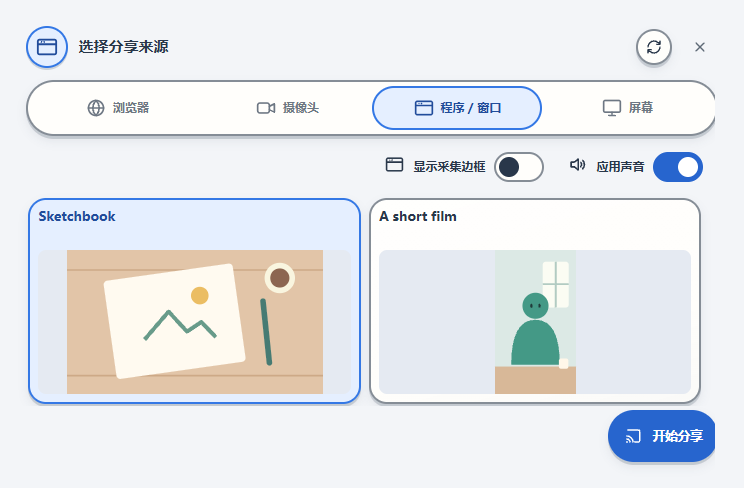 选择分享来源
浏览器
摄像头
程序 / 窗口
屏幕
显示采集边框
应用声音
Sketchbook
A short film
开始分享